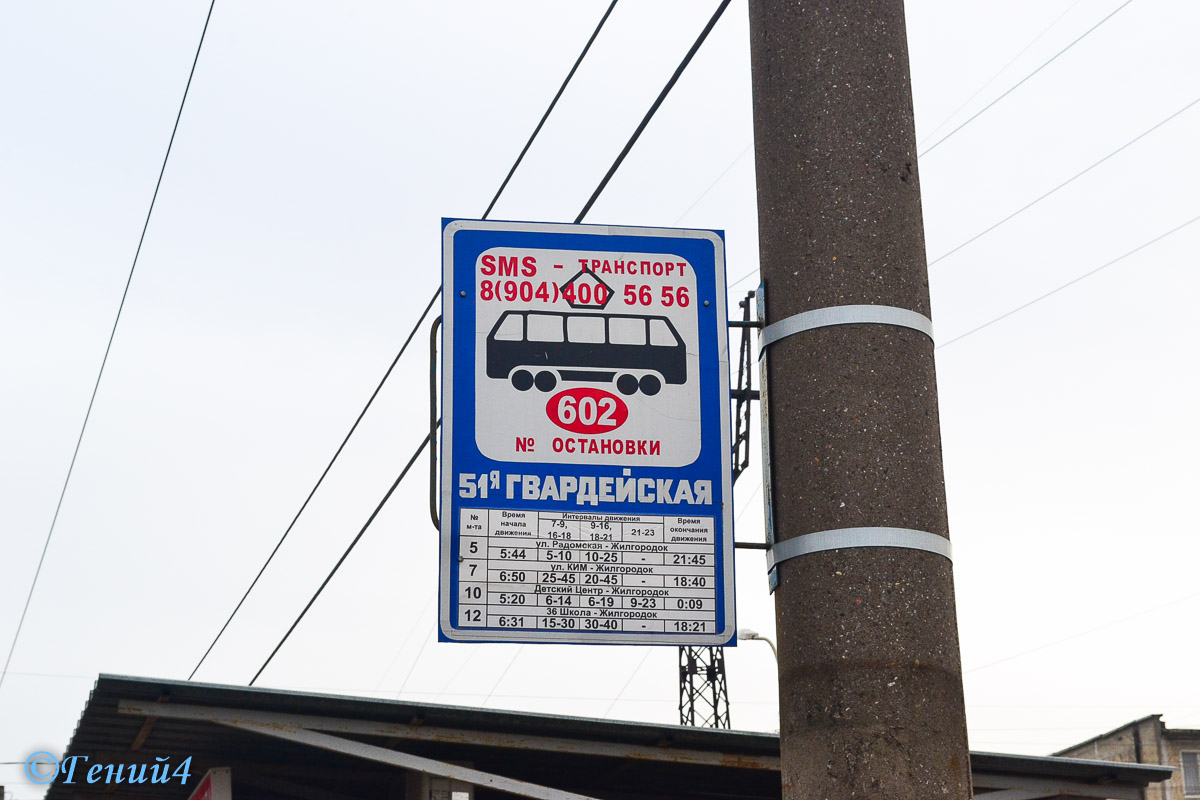 SMS - ТРАНСПОРТ
8(904)400 56 56
602
№ ОСТАНОВКИ
51Я ГВАРДЕЙСКАЯ
№ м-та Время начала движения Интервалы движения 7-9, 16-18 9-16, 18-21 21-23 Время окончания движения
5 ул. Радомская - Жилгородок
5:44 5-10 10-25 - 21:45
7 ул. КИМ - Жилгородок
6:50 25-45 20-45 - 18:40
10 Детский Центр - Жилгородок
5:20 6-14 6-19 9-23 0:09
12 36 Школа - Жилгородок
6:31 15-30 30-40 - 18:21
©Гений4